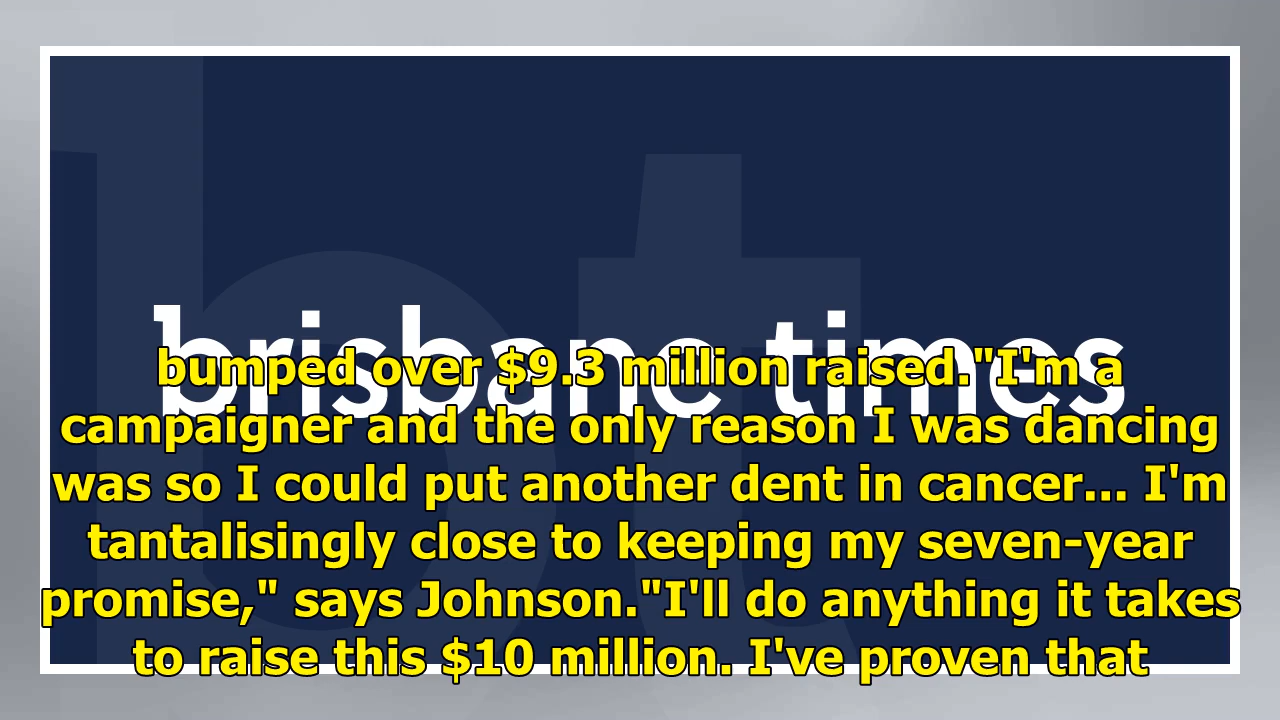 brisbane times
bumped over $9.3 million raised."I'm a
campaigner and the only reason I was dancing
was so I could put another dent in cancer... I'm
tantalisingly close to keeping my seven-year
promise," says Johnson."I'll do anything it takes
to raise this $10 million. I've proven that